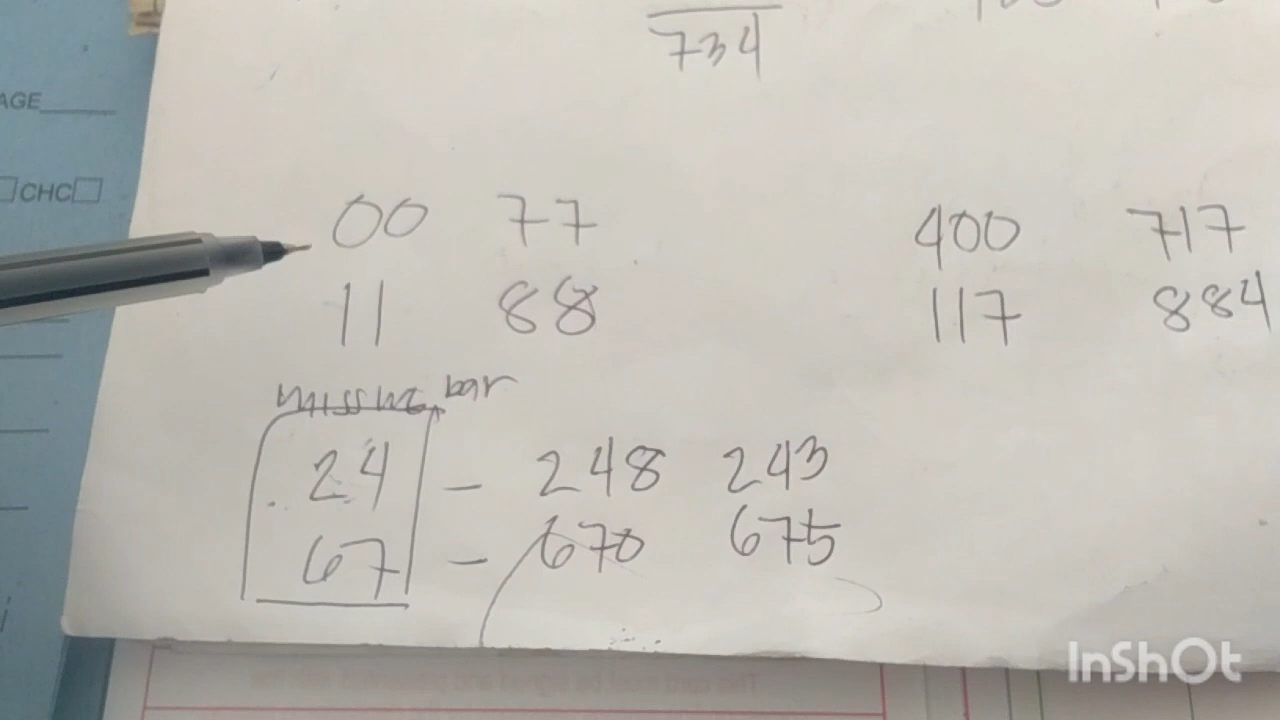 734
AGE
CHC
00 77 400 717
11 88 117 884
missing bar
24 - 248 243
67 - 670 675
InShOt